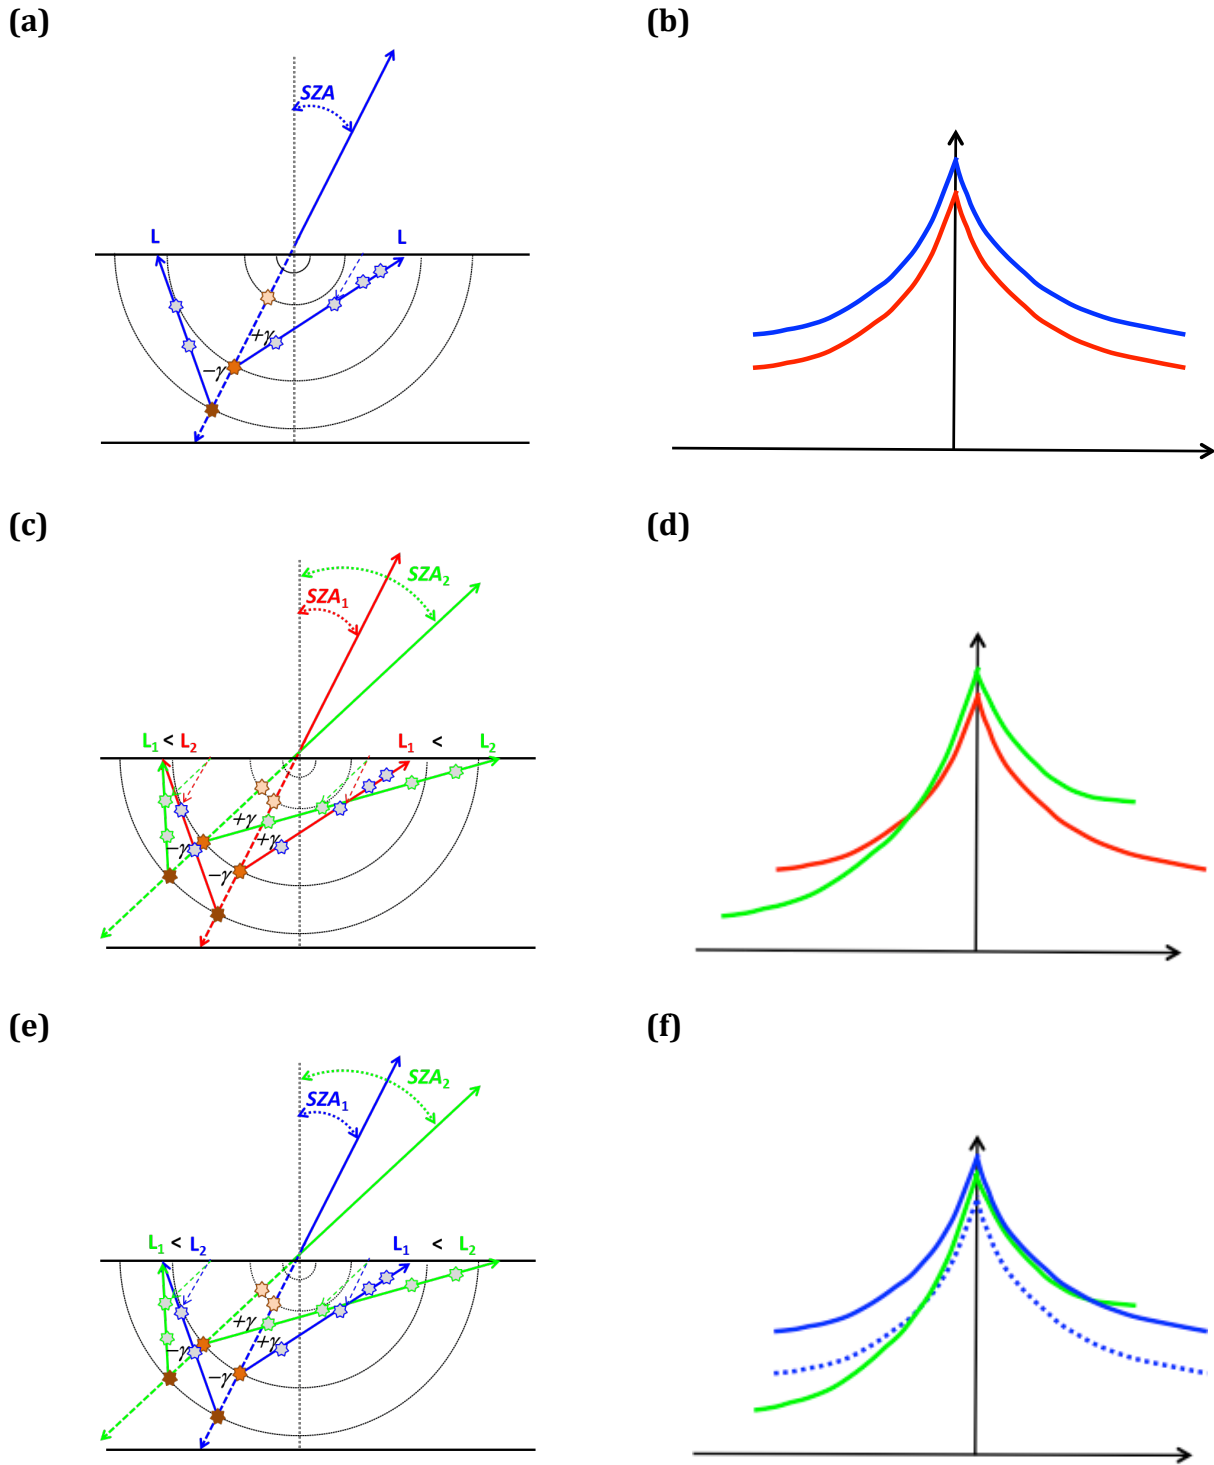 (a)
(b)
SZA
L L
+γ
−γ
(c)
(d)
SZA₂
SZA₁
L₁ < L₂ L₁ < L₂
+γ
+γ
−γ
−γ
(e)
(f)
SZA₂
SZA₁
L₁ < L₂ L₁ < L₂
+γ
+γ
−γ
−γ